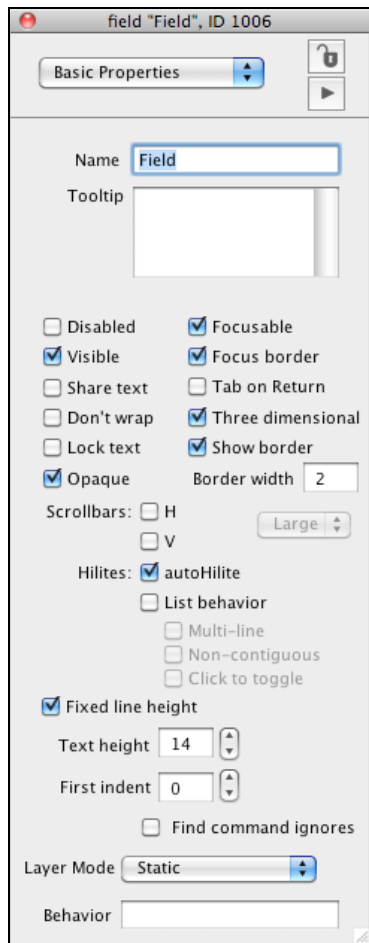 field "Field", ID 1006
Basic Properties
Name Field
Tooltip
Disabled Focusable
Visible Focus border
Share text Tab on Return
Don't wrap Three dimensional
Lock text Show border
Opaque Border width 2
Scrollbars: H Large
V
Hilites: autoHilite
List behavior
Multi-line
Non-contiguous
Click to toggle
Fixed line height
Text height 14
First indent 0
Find command ignores
Layer Mode Static
Behavior